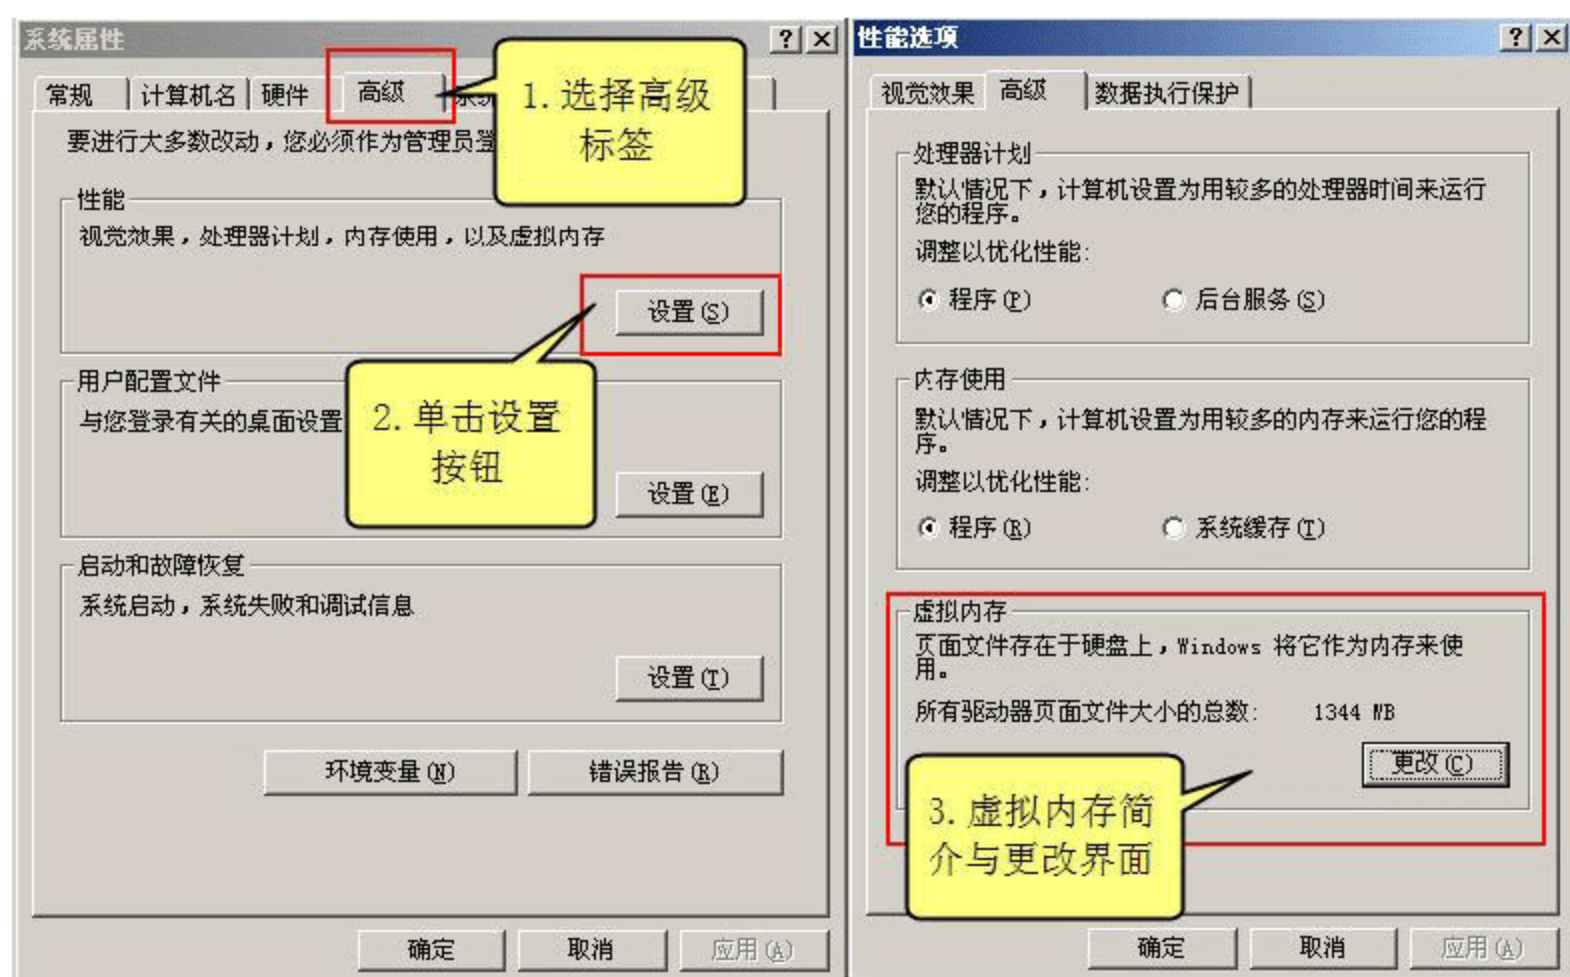 系统属性
常规 计算机名 硬件 高级
要进行大多数改动，您必须作为管理员登
1. 选择高级
标签
性能
视觉效果，处理器计划，内存使用，以及虚拟内存
设置(S)
用户配置文件
与您登录有关的桌面设置
2. 单击设置
按钮
设置(E)
启动和故障恢复
系统启动，系统失败和调试信息
设置(T)
环境变量(N) 错误报告(R)
确定 取消 应用(A)
性能选项
视觉效果 高级 数据执行保护
处理器计划
默认情况下，计算机设置为用较多的处理器时间来运行
您的程序。
调整以优化性能:
程序(P) 后台服务(S)
内存使用
默认情况下，计算机设置为用较多的内存来运行您的程
序。
调整以优化性能:
程序(R) 系统缓存(T)
虚拟内存
页面文件存在于硬盘上，Windows 将它作为内存来使
用。
所有驱动器页面文件大小的总数: 1344 MB
更改(C)
3. 虚拟内存简
介与更改界面
确定 取消 应用(A)